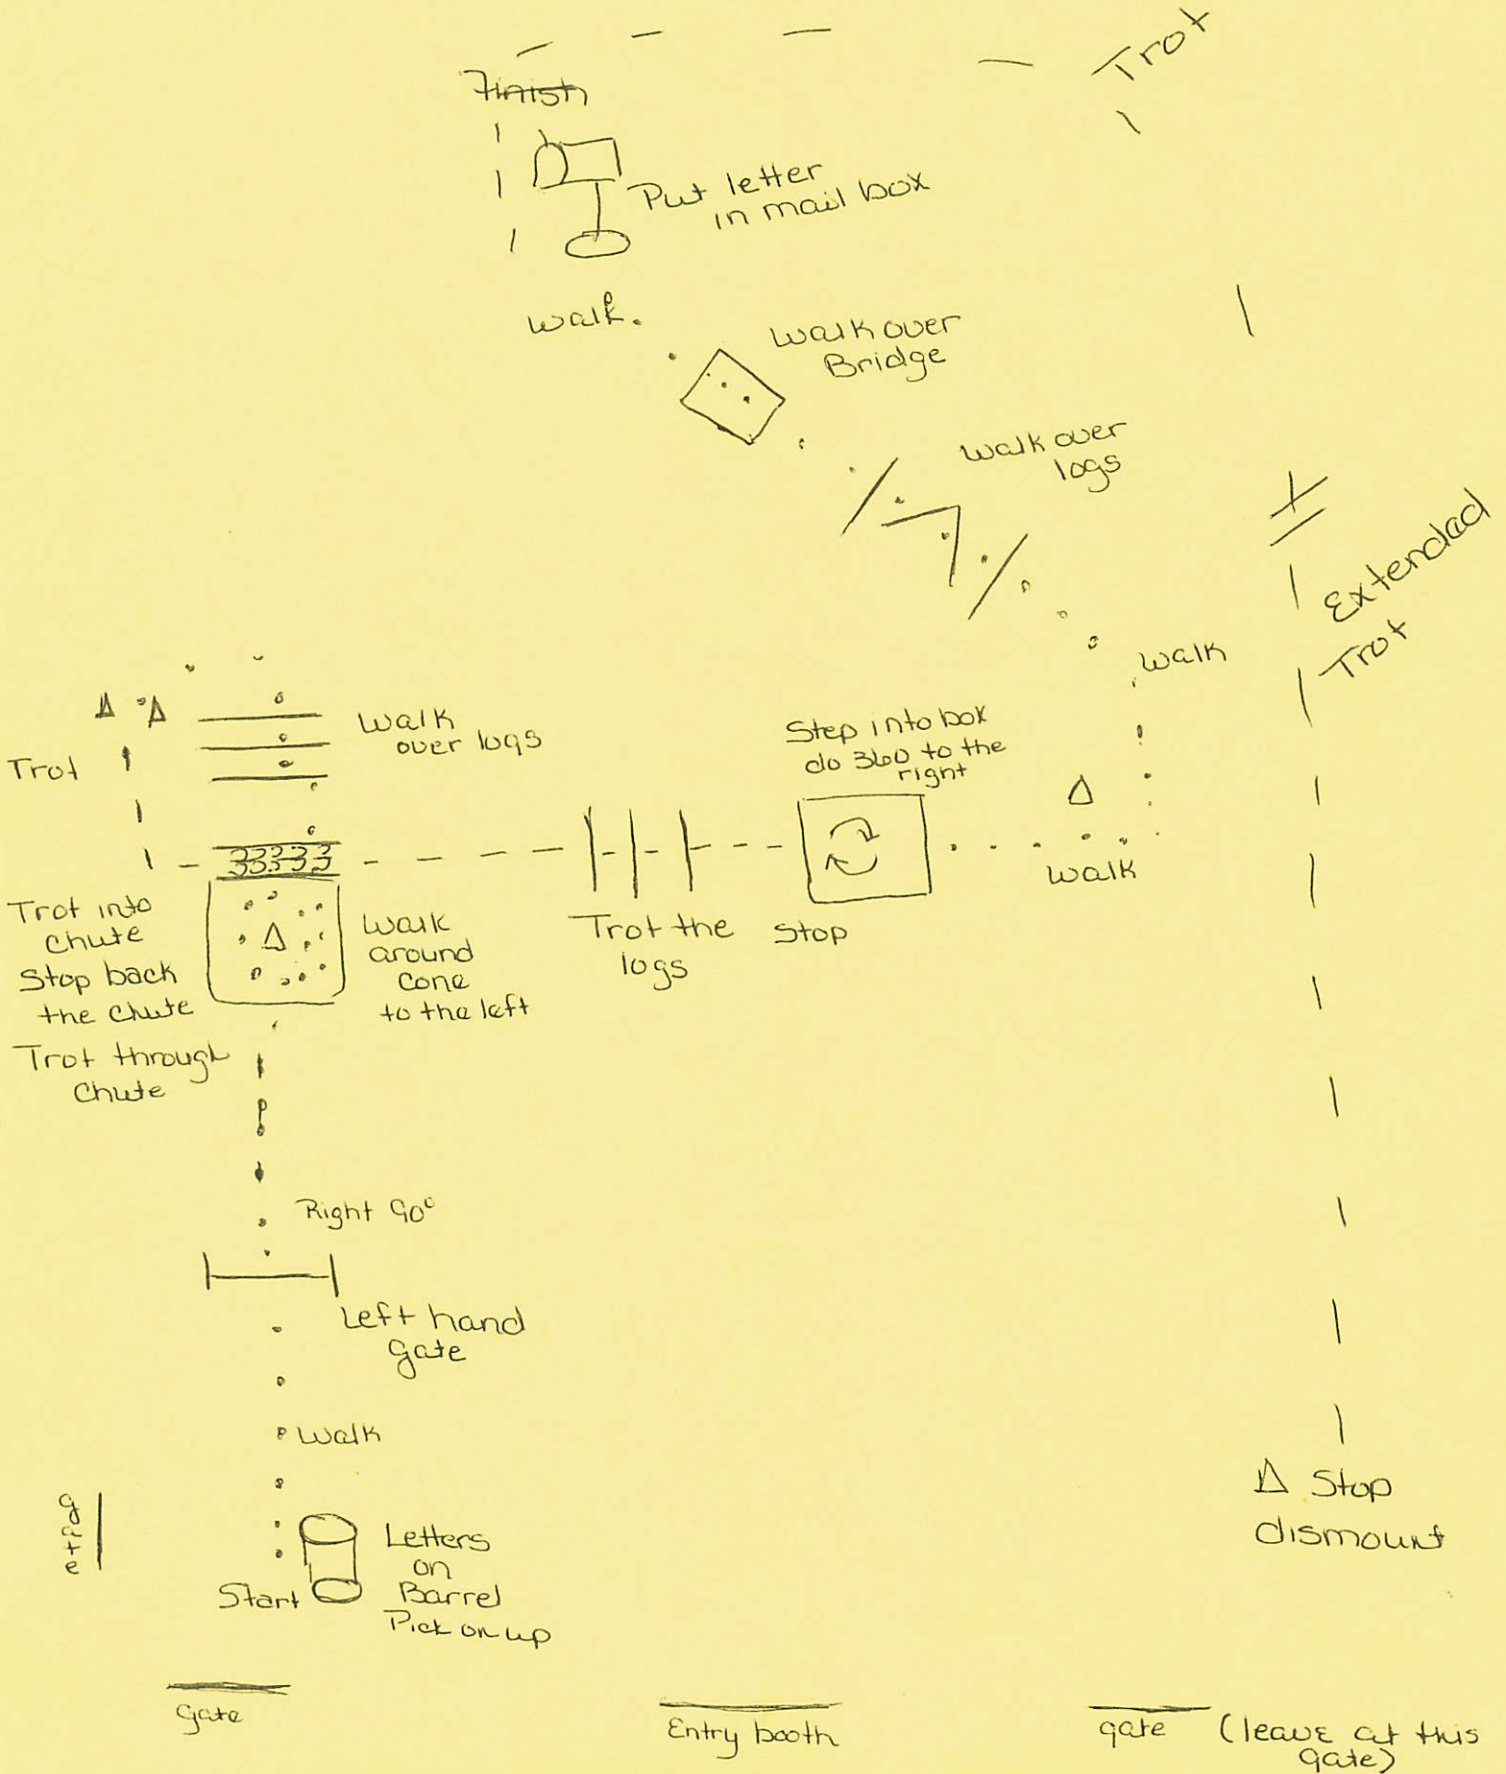 Trot
Finish
Put letter
in mail box
walk.
walk over
Bridge
walk over
logs
Extended
Trot
walk
Walk
over logs
Trot
Step into box
do 360 to the
right
33333
walk
Trot into
Chute
Stop back
the chute
Trot through
Chute
Walk
around
Cone
to the left
Trot the
logs
Stop
Right 90°
Left hand
gate
Walk
Stop
dismount
gate
Letters
on
Barrel
Pick on up
Start
gate
Entry booth
gate (leave at this
gate)